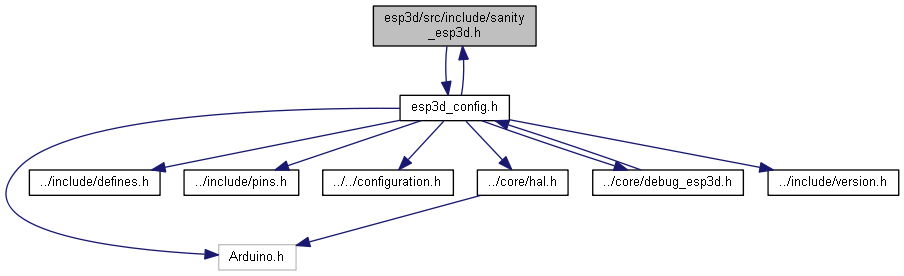 esp3d/src/include/sanity
_esp3d.h
esp3d_config.h
../include/defines.h
../include/pins.h
../../configuration.h
../core/hal.h
../core/debug_esp3d.h
../include/version.h
Arduino.h